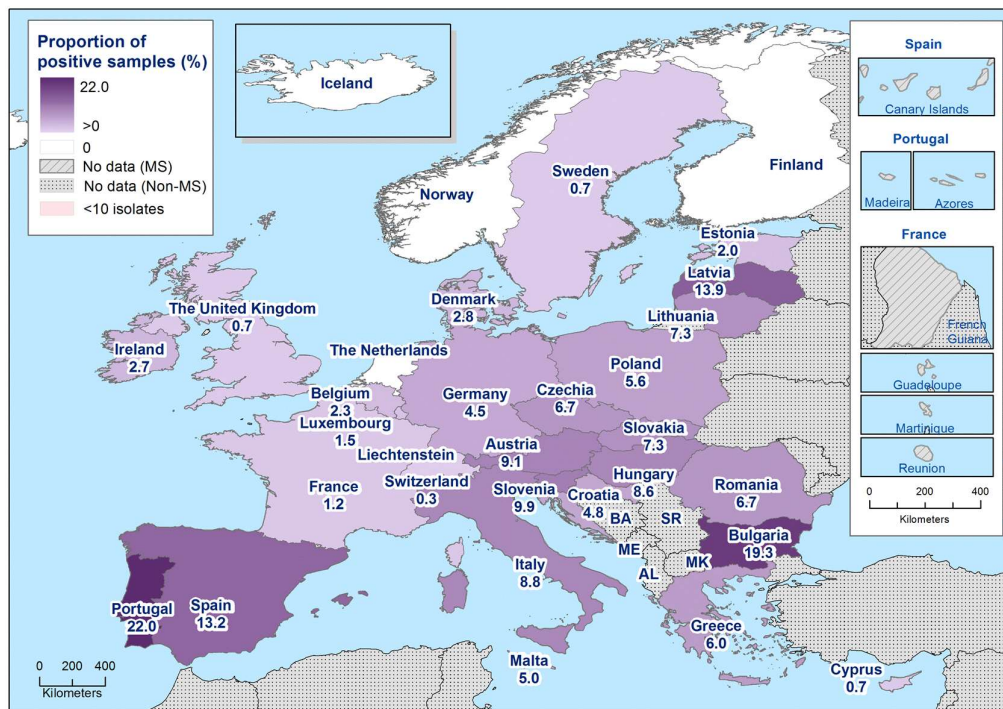 Proportion of
positive samples (%)
22.0
>0
0
No data (MS)
No data (Non-MS)
<10 isolates
Iceland
Norway
Sweden
0.7
Finland
Estonia
2.0
Latvia
13.9
Lithuania
7.3
Denmark
2.8
The United Kingdom
0.7
Ireland
2.7
The Netherlands
Belgium
2.3
Luxembourg
1.5
Germany
4.5
Poland
5.6
Czechia
6.7
Slovakia
7.3
Austria
9.1
Liechtenstein
Switzerland
0.3
France
1.2
Hungary
8.6
Slovenia
9.9
Croatia
4.8
Romania
6.7
BA
SR
Bulgaria
19.3
ME
MK
AL
Italy
8.8
Portugal
22.0
Spain
13.2
Greece
6.0
Malta
5.0
Cyprus
0.7
0 200 400
Kilometers
Spain
Canary Islands
Portugal
Madeira
Azores
France
French
Guiana
Guadeloupe
Martinique
Reunion
0 200 400
Kilometers